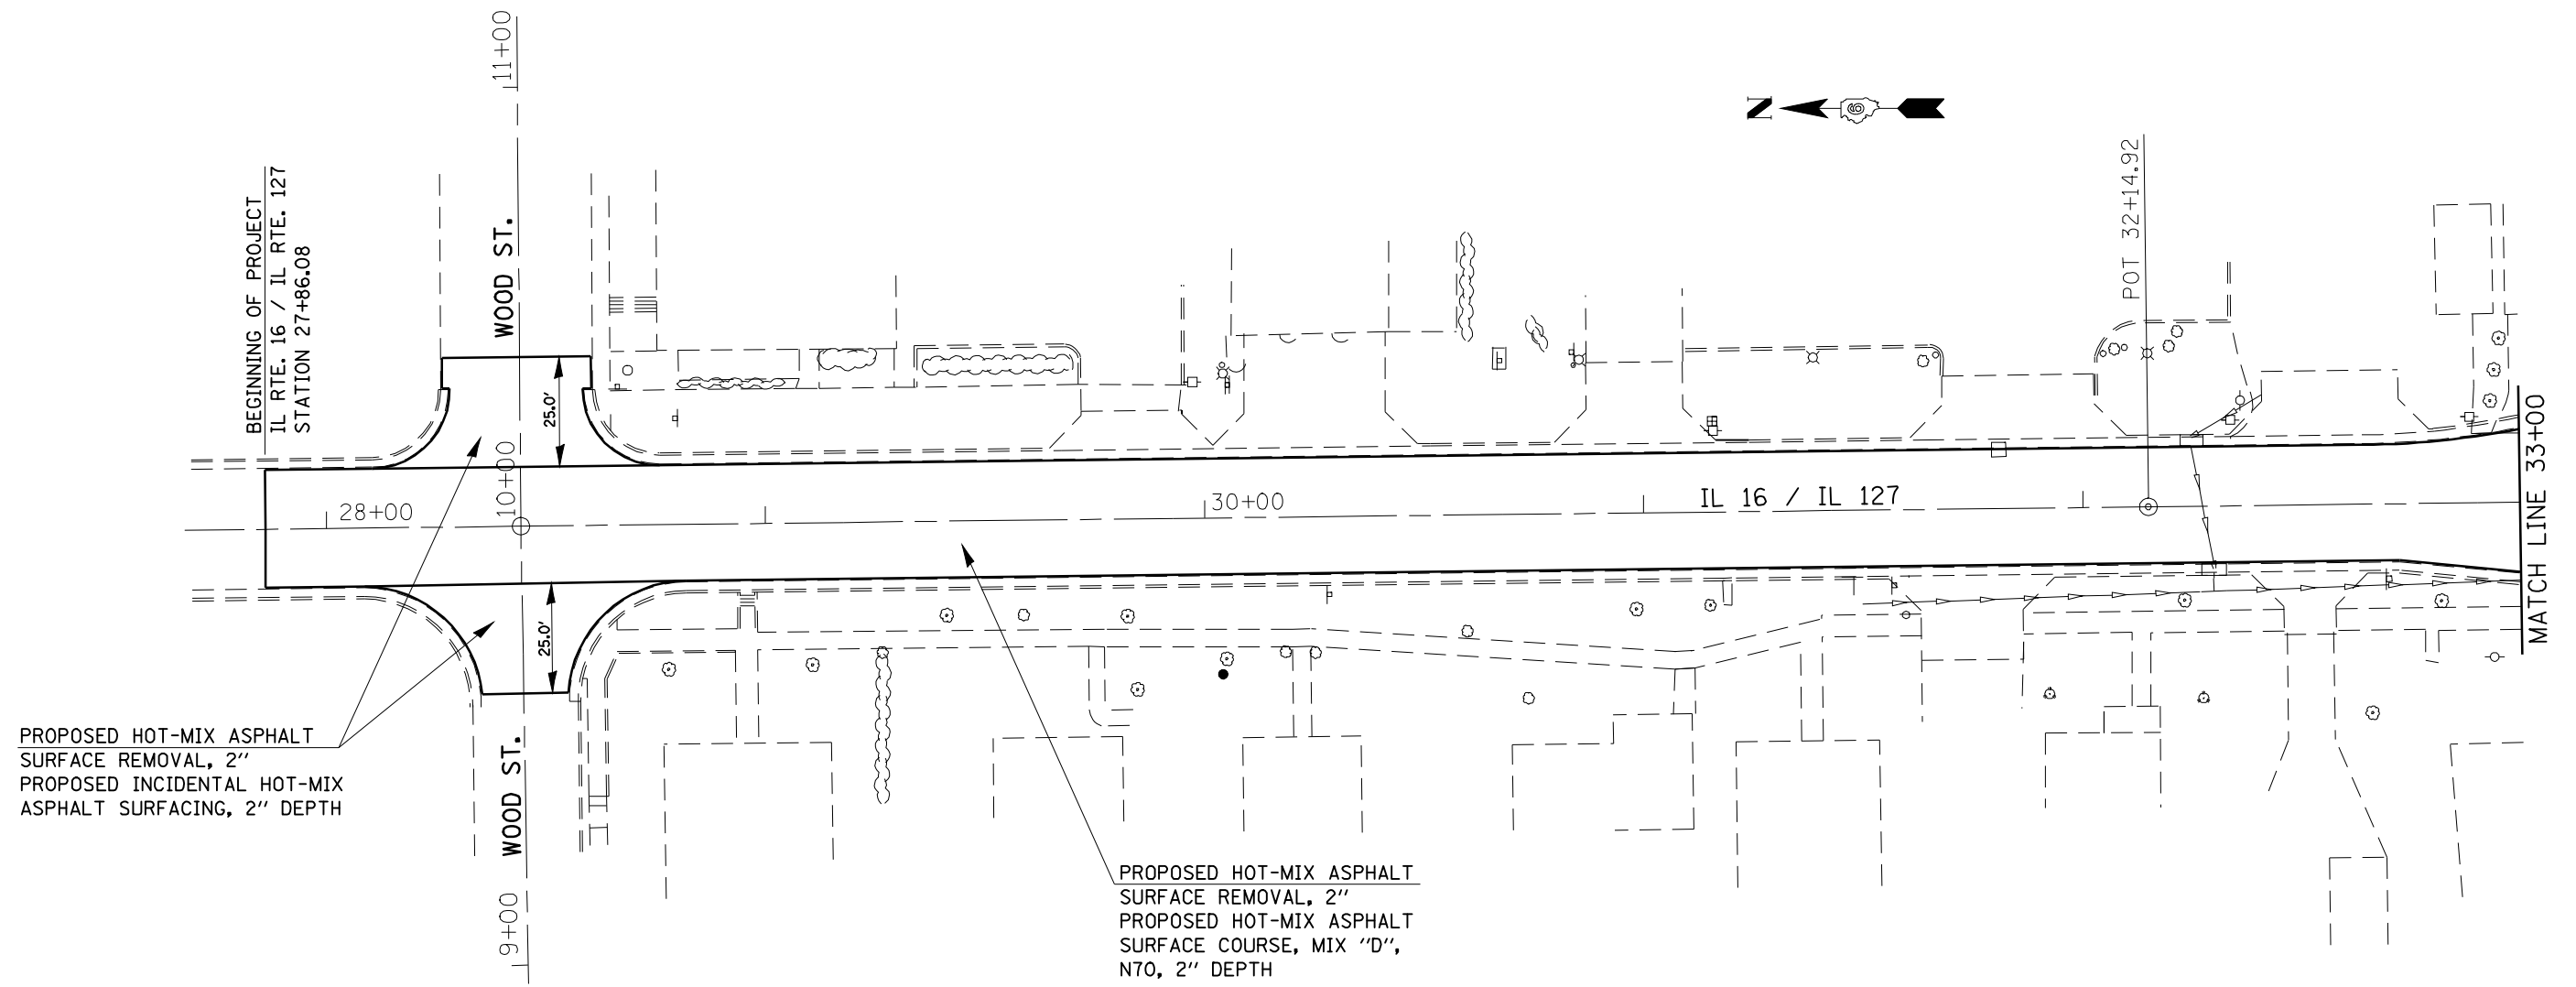 11+00
N
6
BEGINNING OF PROJECT
IL RTE. 16 / IL RTE. 127
STATION 27+86.08
WOOD ST.
POT 32+14.92
25.0'
10+00
28+00
30+00
IL 16 / IL 127
MATCH LINE 33+00
25.0'
PROPOSED HOT-MIX ASPHALT
SURFACE REMOVAL, 2"
PROPOSED INCIDENTAL HOT-MIX
ASPHALT SURFACING, 2" DEPTH
WOOD ST.
9+00
PROPOSED HOT-MIX ASPHALT
SURFACE REMOVAL, 2"
PROPOSED HOT-MIX ASPHALT
SURFACE COURSE, MIX "D",
N70, 2" DEPTH